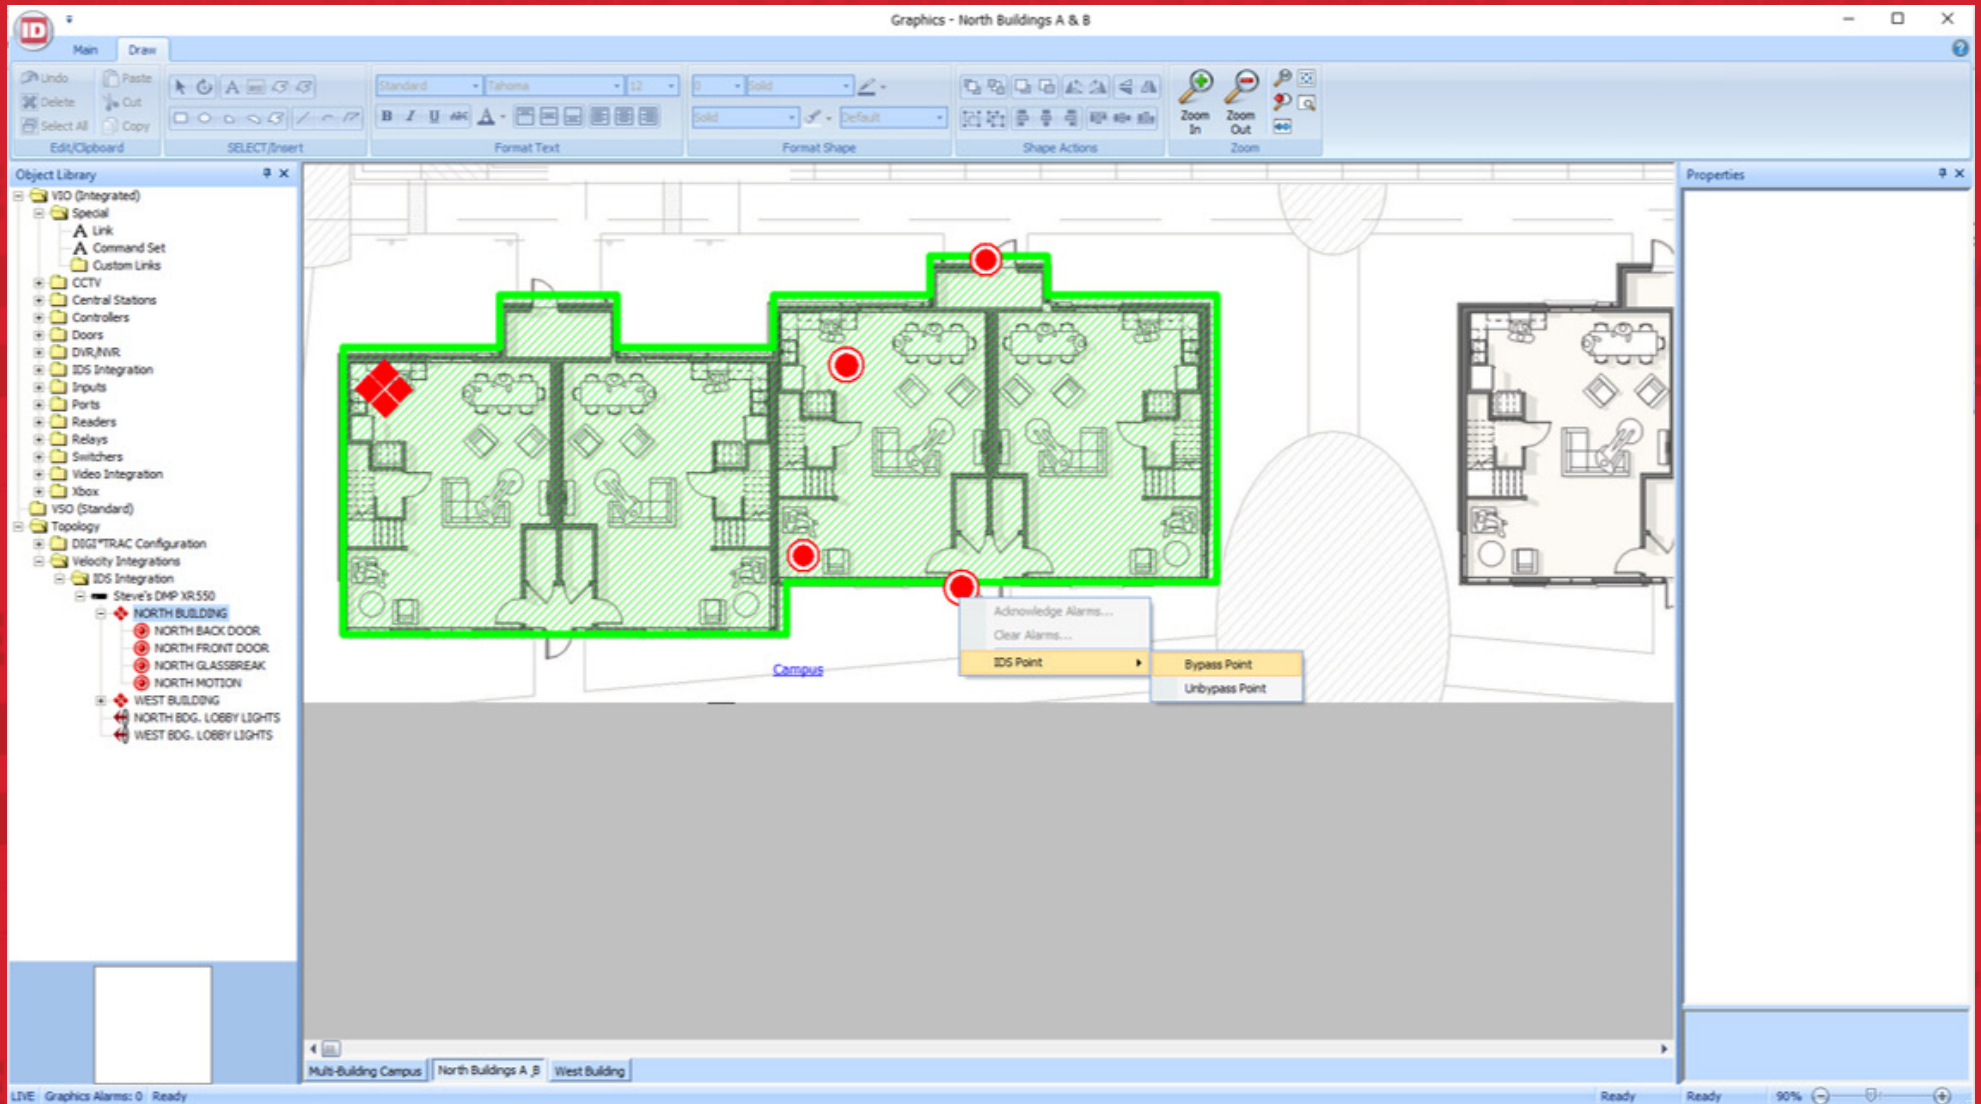 ID
Graphics - North Buildings A & B
Main
Draw
Undo
Paste
Delete
Cut
Select All
Copy
Edit/Clipboard
SELECT/Insert
Standard
Tahoma
12
B I U ABC A
Format Text
0
Solid
Solid
Default
Format Shape
Shape Actions
Zoom In
Zoom Out
Zoom
Object Library
VIO (Integrated)
Special
A Link
A Command Set
Custom Links
CCTV
Central Stations
Controllers
Doors
DVR/NVR
IDS Integration
Inputs
Ports
Readers
Relays
Switchers
Video Integration
Xbox
VSO (Standard)
Topology
DIGI*TRAC Configuration
Velocity Integrations
IDS Integration
Steve's DMP XR550
NORTH BUILDING
NORTH BACK DOOR
NORTH FRONT DOOR
NORTH GLASSBREAK
NORTH MOTION
WEST BUILDING
NORTH BDG. LOBBY LIGHTS
WEST BDG. LOBBY LIGHTS
Campus
Acknowledge Alarms...
Clear Alarms...
IDS Point
Bypass Point
Unbypass Point
Properties
Multi-Building Campus
North Buildings A _B
West Building
LIVE Graphics Alarms: 0 Ready
Ready
Ready
90%